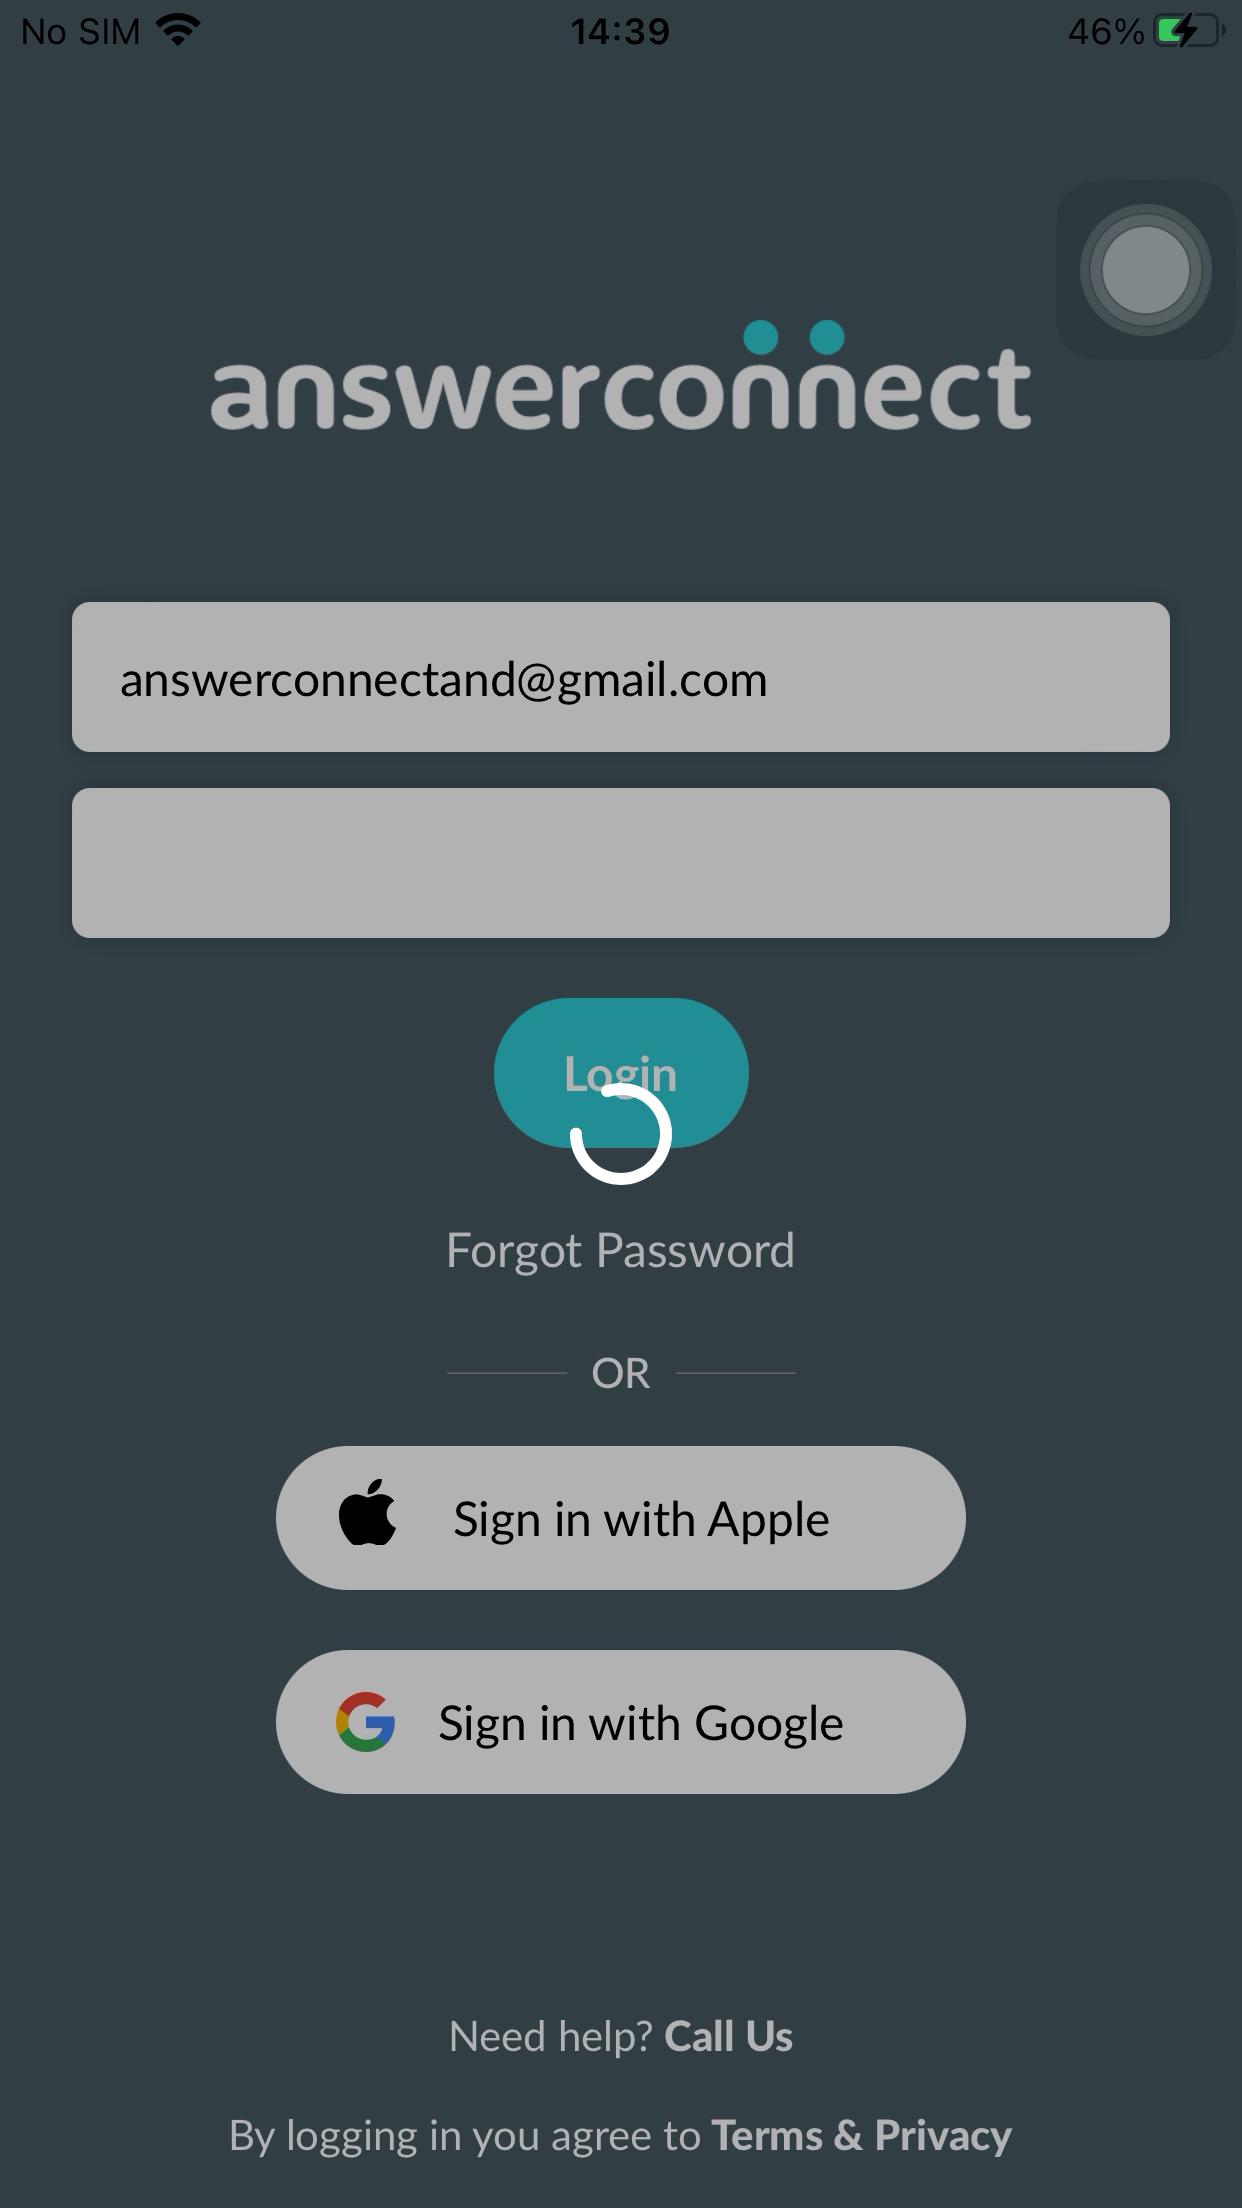 No SIM 14:39 46%
answerconnect
answerconnectand@gmail.com
Login
Forgot Password
OR
Sign in with Apple
Sign in with Google
Need help? Call Us
By logging in you agree to Terms & Privacy